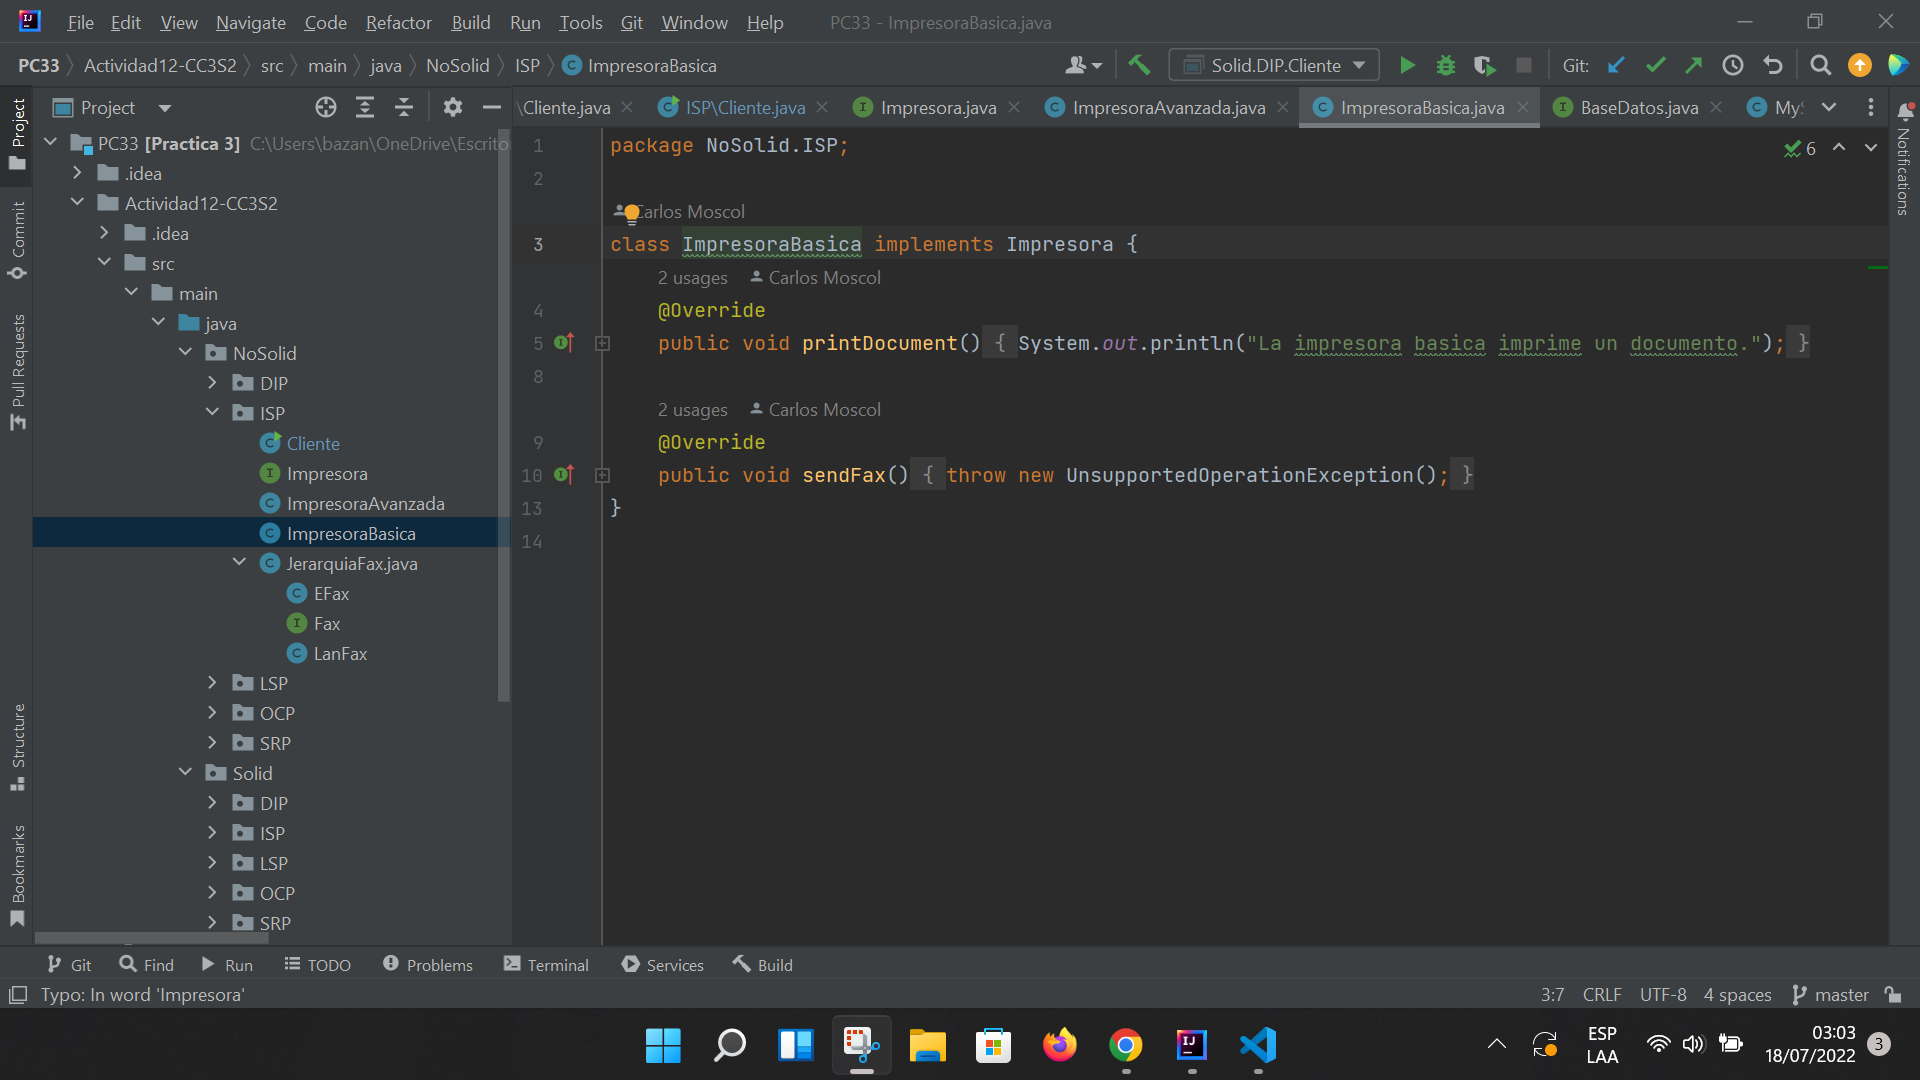 File Edit View Navigate Code Refactor Build Run Tools Git Window Help PC33 - ImpresoraBasica.java
PC33 Actividad12-CC3S2 src main java NoSolid ISP ImpresoraBasica Solid.DIP.Cliente Git:
Project
\Cliente.java ISP\Cliente.java Impresora.java ImpresoraAvanzada.java ImpresoraBasica.java BaseDatos.java
PC33 [Practica 3] C:\Users\bazan\OneDrive\Escrito
.idea
Actividad12-CC3S2
.idea
src
main
java
NoSolid
DIP
ISP
Cliente
Impresora
ImpresoraAvanzada
ImpresoraBasica
JerarquiaFax.java
EFax
Fax
LanFax
LSP
OCP
SRP
Solid
DIP
ISP
LSP
OCP
SRP
Project
Commit
Pull Requests
Structure
Bookmarks
1 package NoSolid.ISP;
6
2
Carlos Moscol
3 class ImpresoraBasica implements Impresora {
2 usages Carlos Moscol
4 @Override
5 public void printDocument() { System.out.println("La impresora basica imprime un documento."); }
8
2 usages Carlos Moscol
9 @Override
10 public void sendFax() { throw new UnsupportedOperationException(); }
13 }
14
Notifications
Git Find Run TODO Problems Terminal Services Build
Typo: In word 'Impresora' 3:7 CRLF UTF-8 4 spaces master
ESP
LAA
03:03
18/07/2022
3